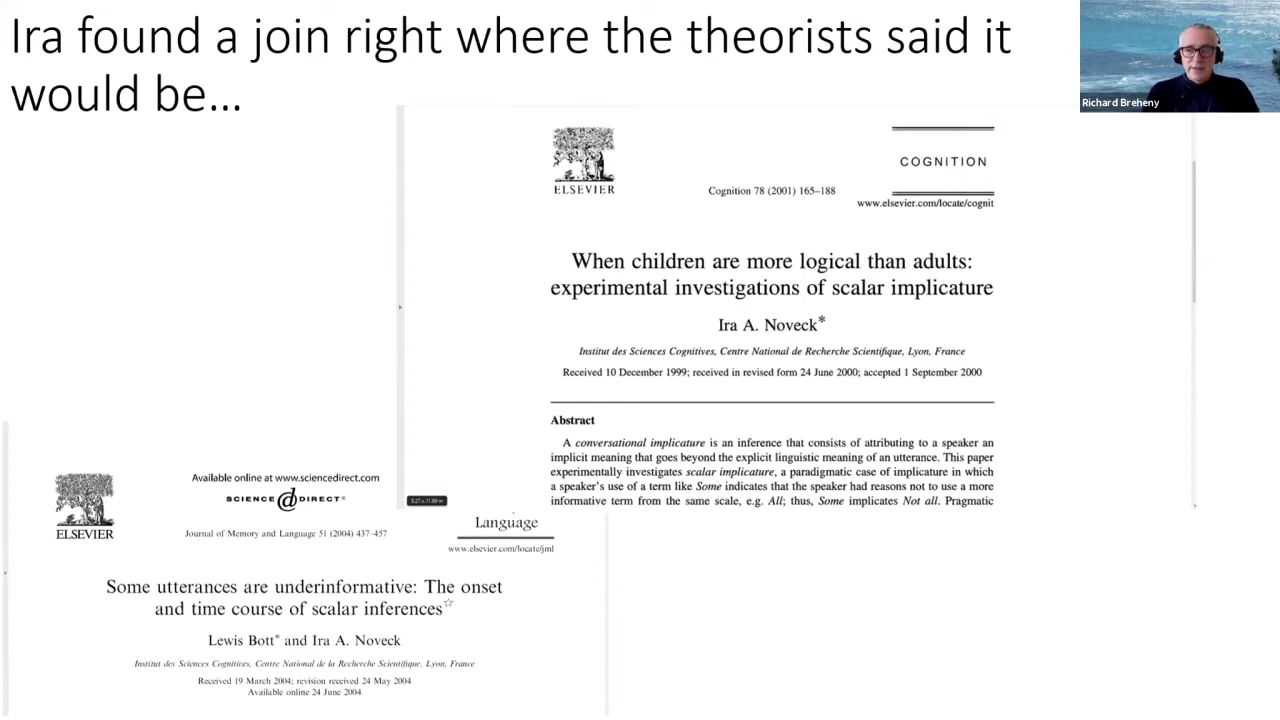 Ira found a join right where the theorists said it
would be...
Richard Breheny
ELSEVIER
Cognition 78 (2001) 165–188
COGNITION
www.elsevier.com/locate/cognit
When children are more logical than adults:
experimental investigations of scalar implicature
Ira A. Noveck*
Institut des Sciences Cognitives, Centre National de Recherche Scientifique, Lyon, France
Received 10 December 1999; received in revised form 24 June 2000; accepted 1 September 2000
Abstract
A conversational implicature is an inference that consists of attributing to a speaker an
implicit meaning that goes beyond the explicit linguistic meaning of an utterance. This paper
experimentally investigates scalar implicature, a paradigmatic case of implicature in which
a speaker's use of a term like Some indicates that the speaker had reasons not to use a more
informative term from the same scale, e.g. All; thus, Some implicates Not all. Pragmatic
ELSEVIER
Available online at www.sciencedirect.com
SCIENCE @ DIRECT®
Journal of Memory and Language 51 (2004) 437–457
Language
www.elsevier.com/locate/jml
Some utterances are underinformative: The onset
and time course of scalar inferences☆
Lewis Bott* and Ira A. Noveck
Institut des Sciences Cognitives, Centre National de la Recherche Scientifique, Lyon, France
Received 19 March 2004; revision received 24 May 2004
Available online 24 June 2004